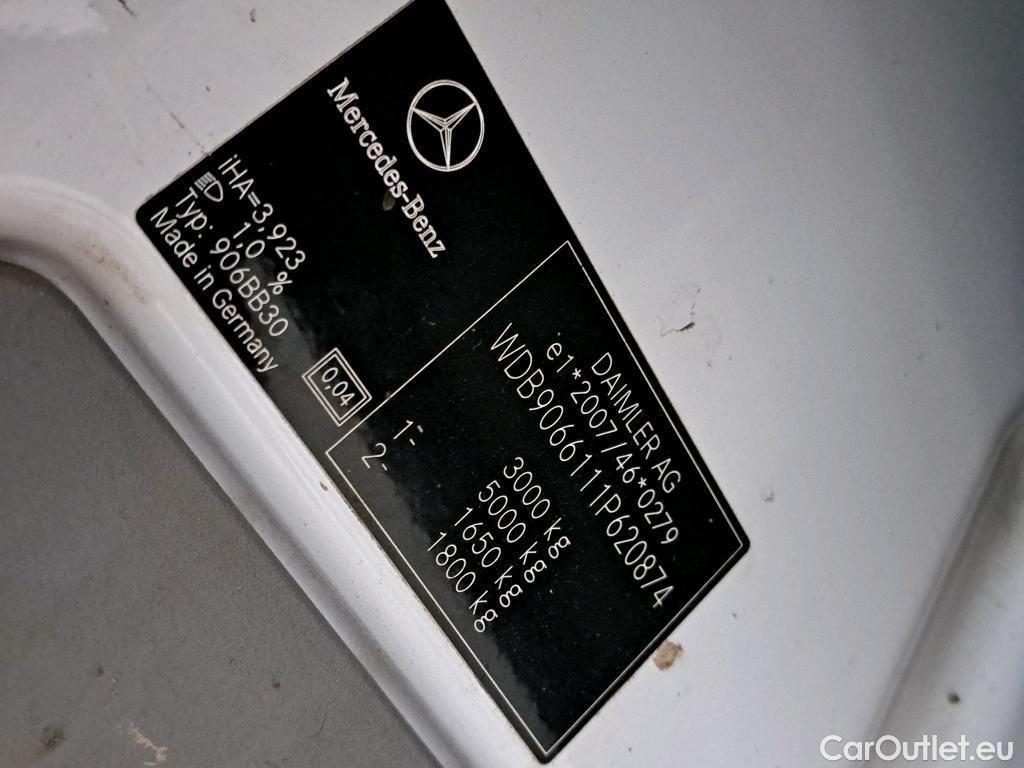 Mercedes-Benz
DAIMLER AG
e1*2007/46*0279
WDB9066111P620874
3000 kg
5000 kg
1- 1650 kg
2- 1800 kg
iHA=3,923
1,0 %
Typ: 906BB30
Made in Germany
0,04
CarOutlet.eu